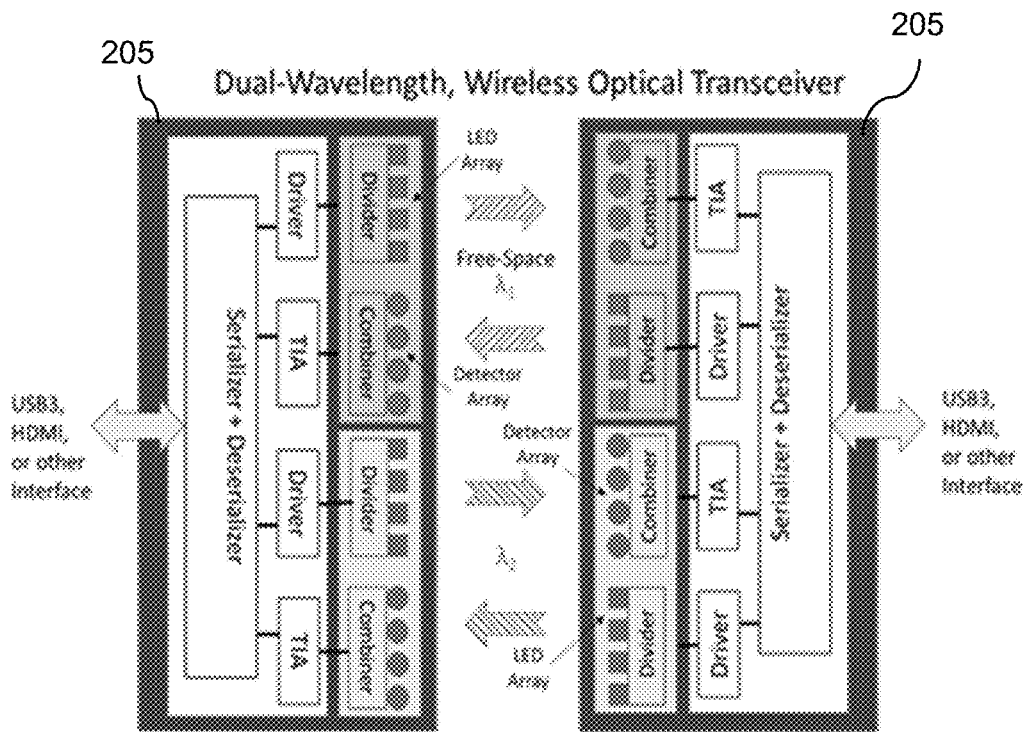 205
205
Dual-Wavelength, Wireless Optical Transceiver
LED
Array
Free-Space
λ1
Detector
Array
Detector
Array
λ2
LED
Array
USB3,
HDMI,
or other
Interface
Serializer + Deserializer
Driver
TIA
Driver
TIA
Divider
Combiner
Divider
Combiner
Combiner
Divider
Combiner
Divider
TIA
Driver
TIA
Driver
Serializer + Deserializer
USB3,
HDMI,
or other
Interface